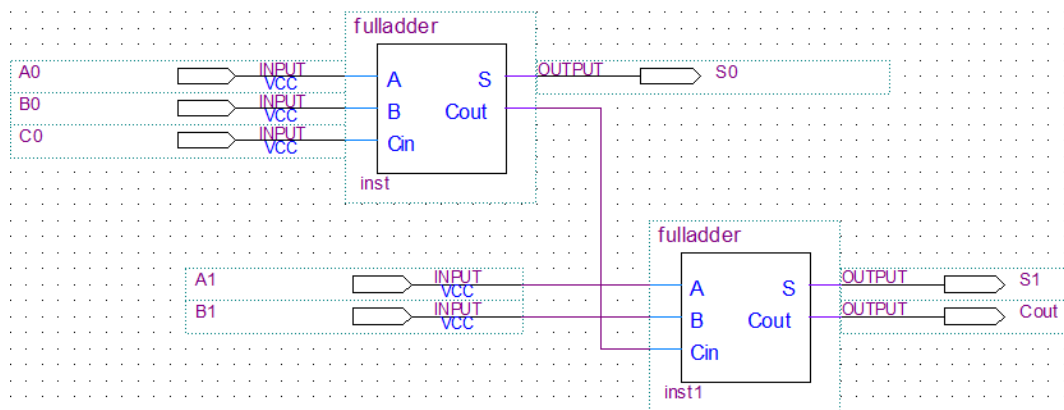 fulladder
A0 INPUT VCC A S OUTPUT S0
B0 INPUT VCC B Cout
C0 INPUT VCC Cin
inst
fulladder
A1 INPUT VCC A S OUTPUT S1
B1 INPUT VCC B Cout OUTPUT Cout
Cin
inst1